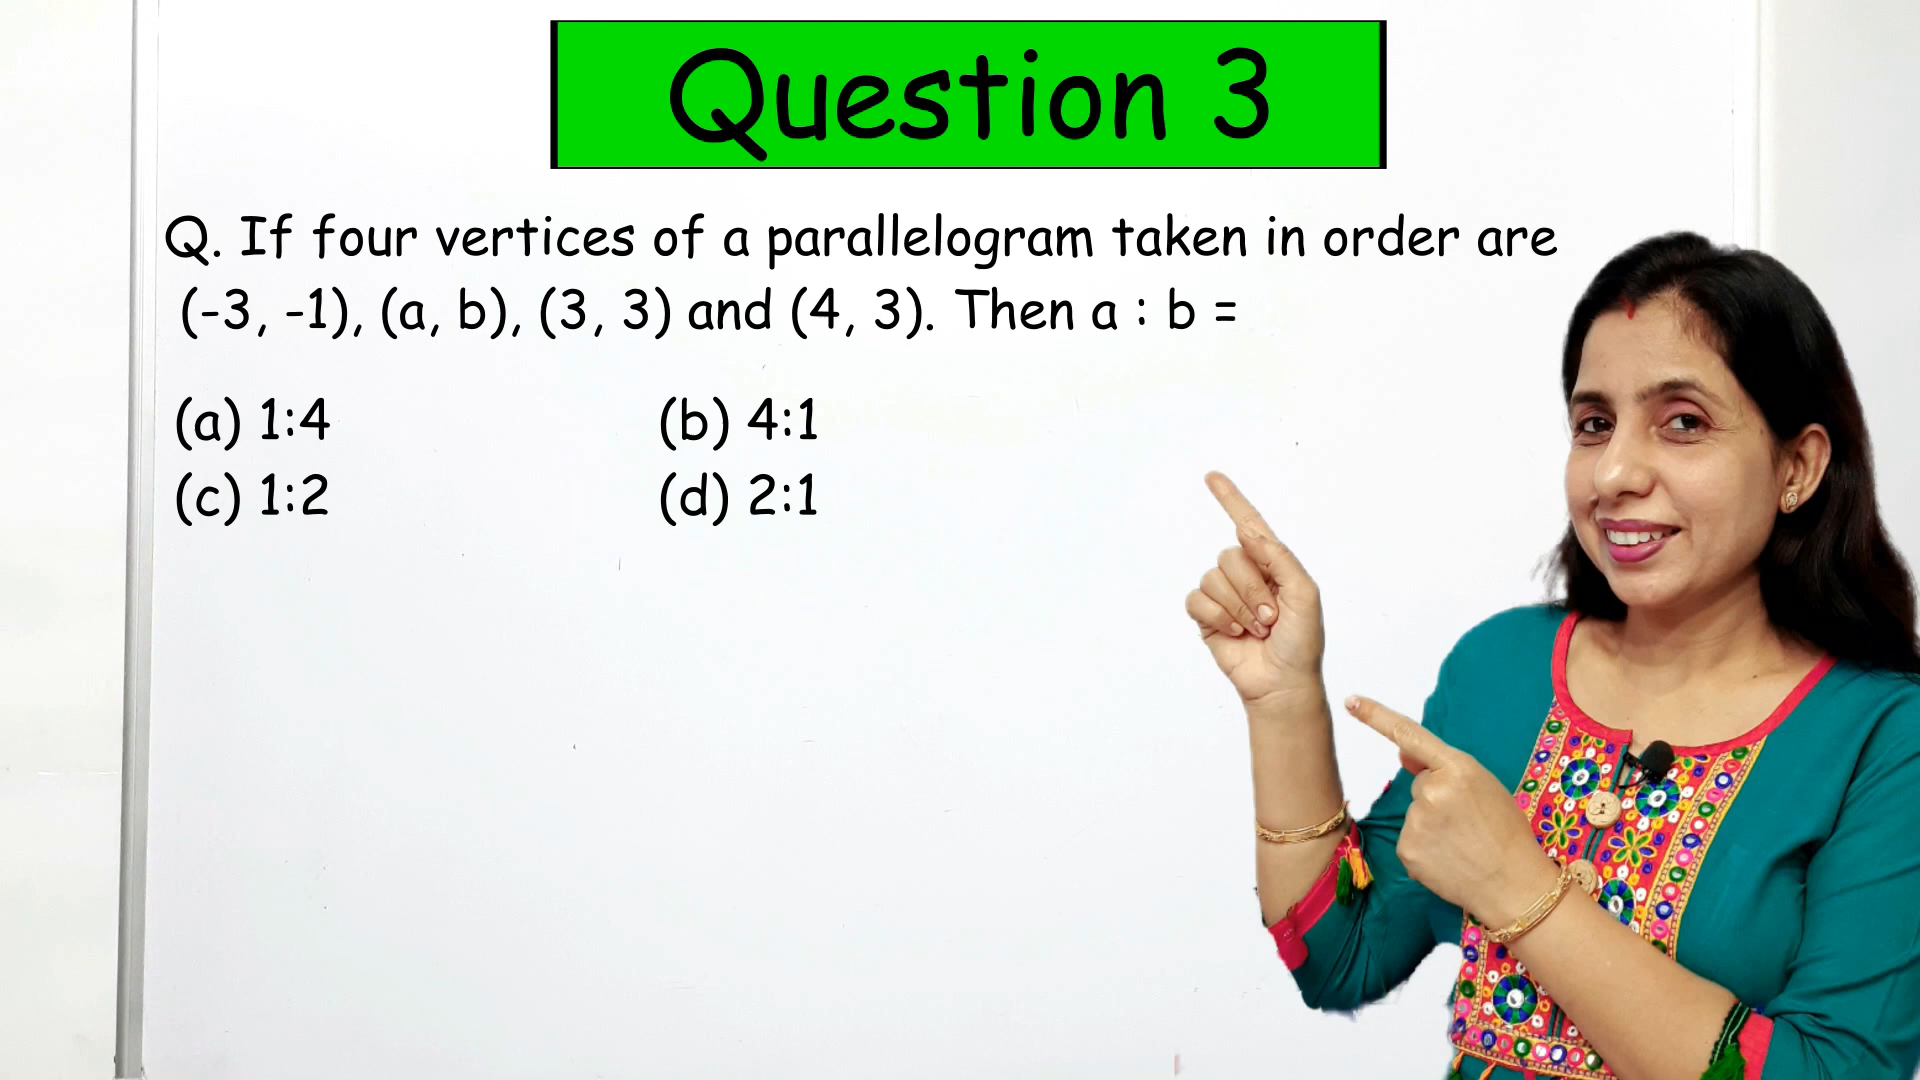 Question 3
Q. If four vertices of a parallelogram taken in order are
(-3, -1), (a, b), (3, 3) and (4, 3). Then a : b =
(a) 1:4 (b) 4:1
(c) 1:2 (d) 2:1